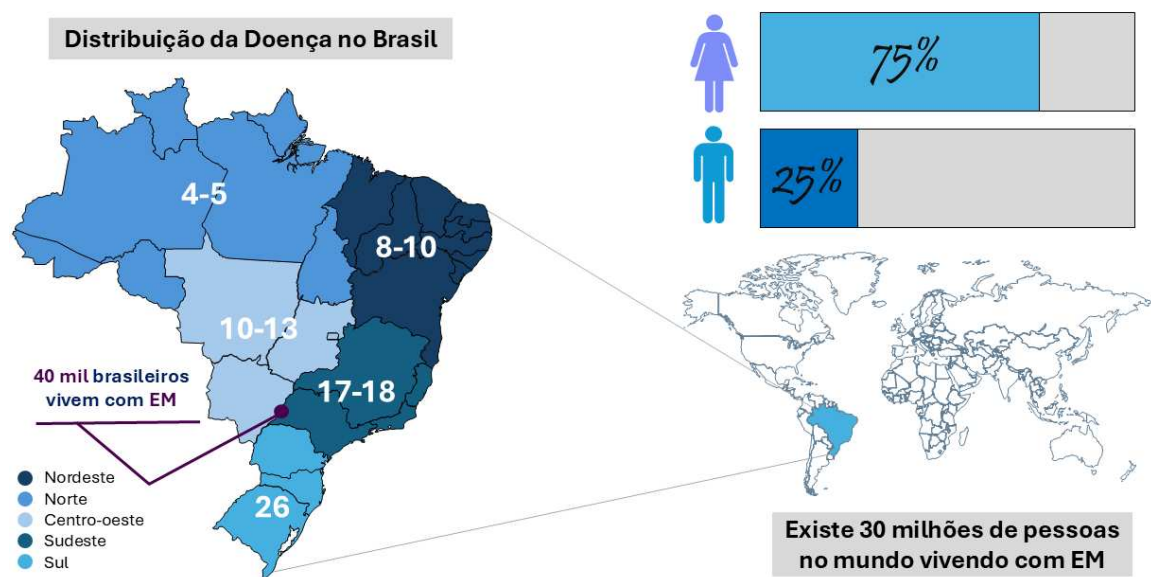 Distribuição da Doença no Brasil
75%
25%
4-5
8-10
10-13
17-18
26
40 mil brasileiros
vivem com EM
Nordeste
Norte
Centro-oeste
Sudeste
Sul
Existe 30 milhões de pessoas
no mundo vivendo com EM